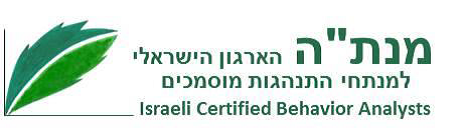 מנת"ה הארגון הישראלי
למנתחי התנהגות מוסמכים
Israeli Certified Behavior Analysts